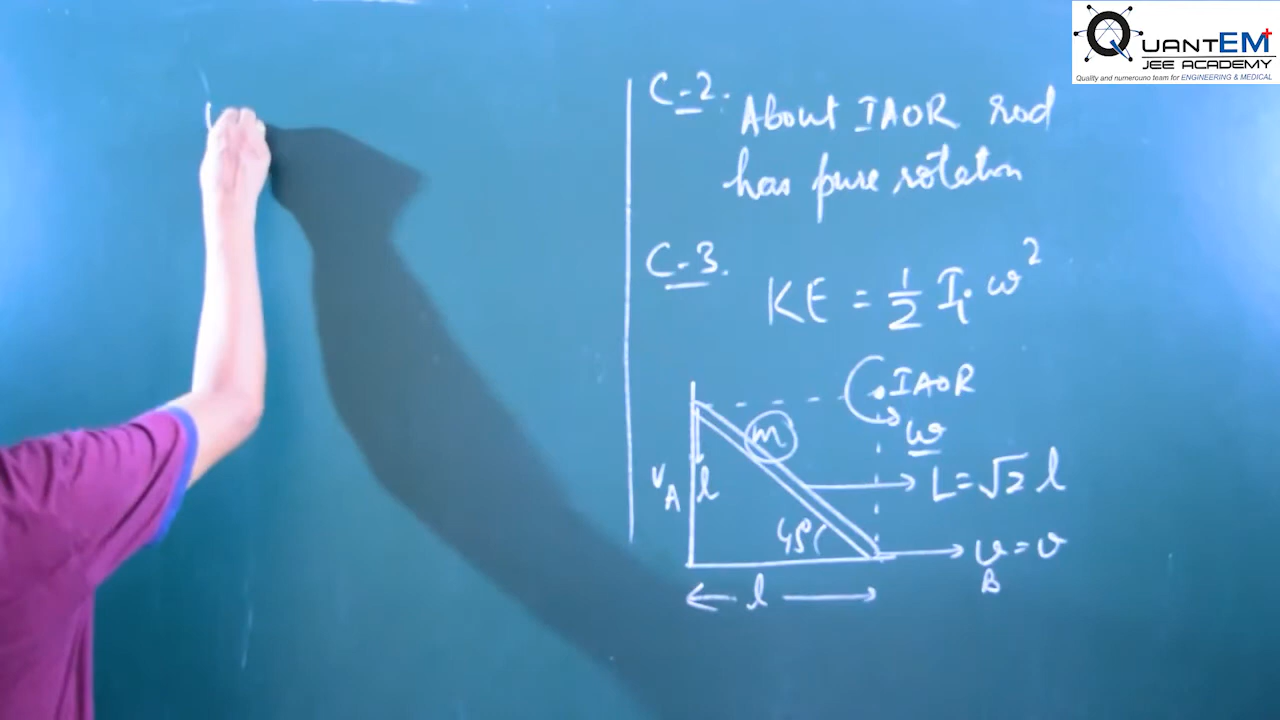 QUANTEM+
JEE ACADEMY
Quality and numerouno team for ENGINEERING & MEDICAL
C-2. About IAOR rod
has pure rotation
C-3. KE = 1/2 I_i ω²
IAOR
m
ω
v_A l
L = √2 l
45°
v_B = v
l